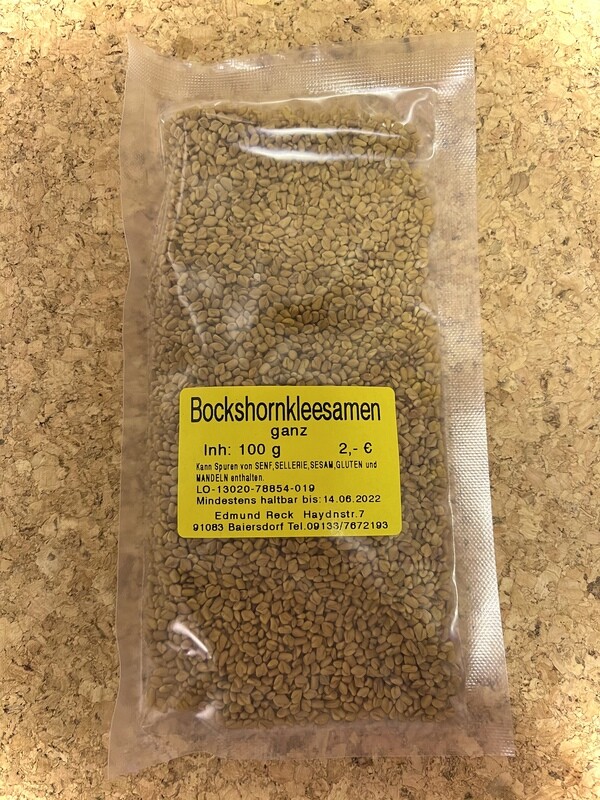 Bockshornkleesamen
ganz
Inh: 100 g 2,- €
Kann Spuren von SENF,SELLERIE,SESAM,GLUTEN und
MANDELN enthalten.
LO-13020-78854-019
Mindestens haltbar bis:14.06.2022
Edmund Reck Haydnstr.7
91083 Baiersdorf Tel.09133/7672193